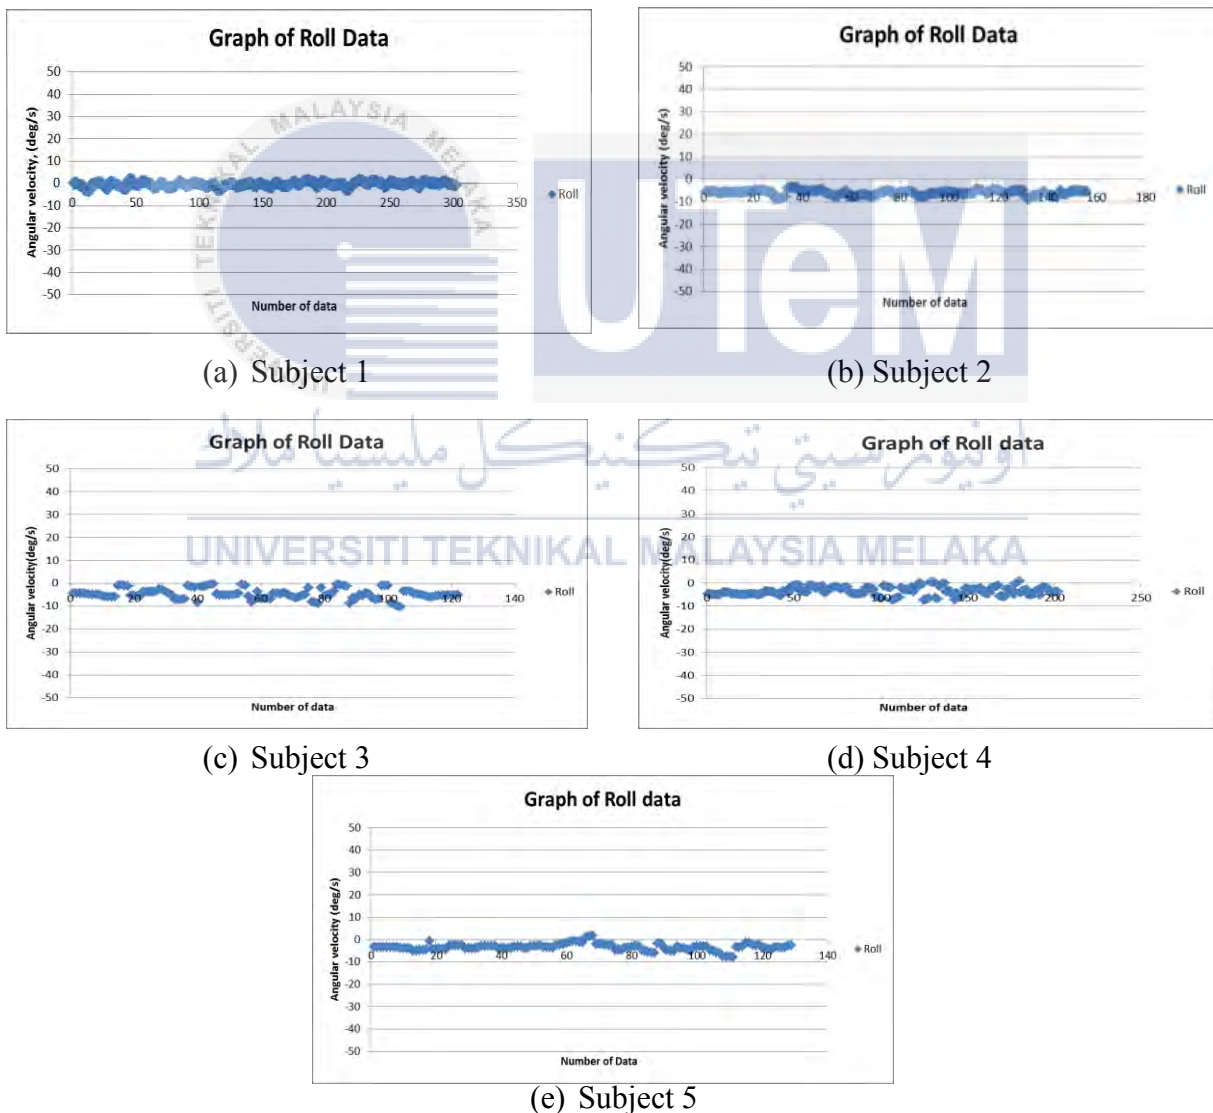 Graph of Roll Data
Angular velocity, (deg/s)
50
40
30
20
10
0
-10
-20
-30
-40
-50
0 50 100 150 200 250 300 350
Number of data
Roll
(a) Subject 1
Graph of Roll Data
Angular velocity (deg/s)
50
40
30
20
10
0
-10
-20
-30
-40
-50
0 20 40 60 80 100 120 140 160 180
Number of data
Roll
(b) Subject 2
UNIVERSITI TEKNIKAL MALAYSIA MELAKA
UTeM
اونيورسيتي تيكنيكل مليسيا ملاك
UNIVERSITI TEKNIKAL MALAYSIA MELAKA
Graph of Roll Data
Angular velocity(deg/s)
50
40
30
20
10
0
-10
-20
-30
-40
-50
0 20 40 60 80 100 120 140
Number of data
Roll
(c) Subject 3
Graph of Roll data
Angular velocity(deg/s)
50
40
30
20
10
0
-10
-20
-30
-40
-50
0 50 100 150 200 250
Number of data
Roll
(d) Subject 4
Graph of Roll data
Angular velocity (deg/s)
50
40
30
20
10
0
-10
-20
-30
-40
-50
0 20 40 60 80 100 120 140
Number of Data
Roll
(e) Subject 5